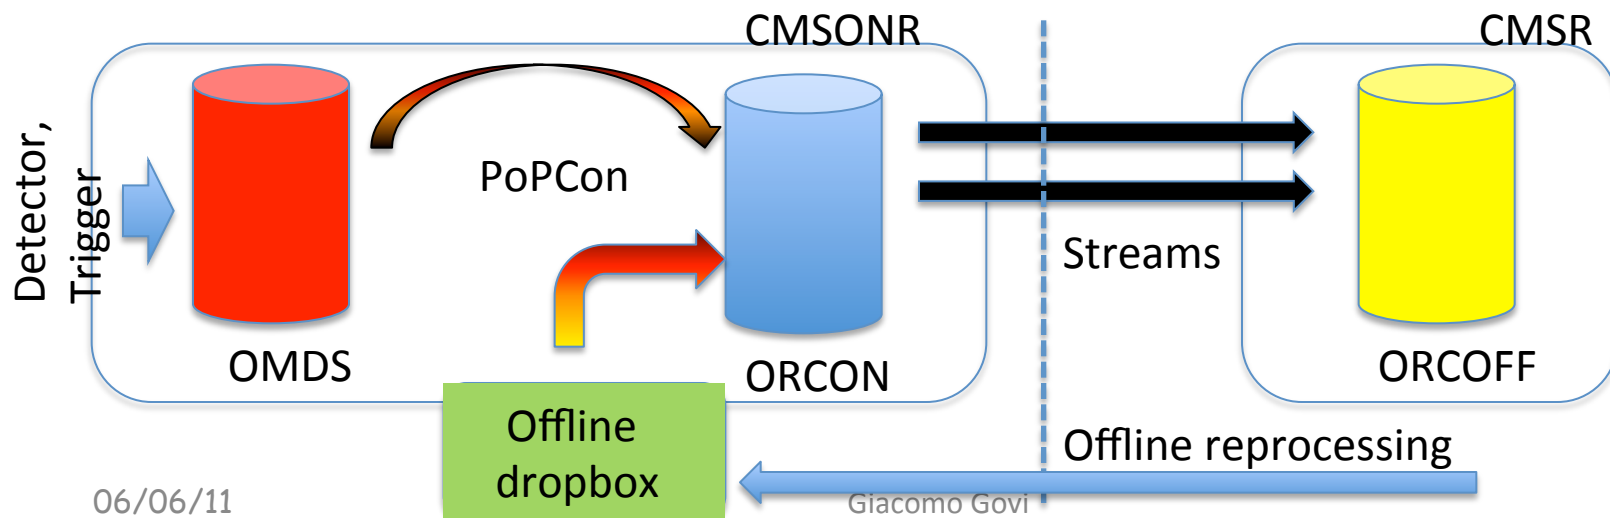 CMSONR
CMSR
Detector,
Trigger
PoPCon
Streams
OMDS
ORCON
ORCOFF
Offline
dropbox
Offline reprocessing
06/06/11
Giacomo Govi